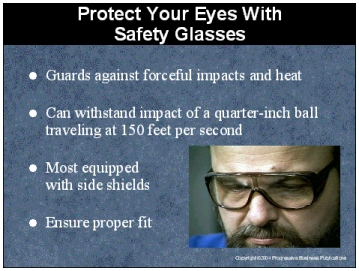 Protect Your Eyes With
Safety Glasses
● Guards against forceful impacts and heat
● Can withstand impact of a quarter-inch ball
traveling at 150 feet per second
● Most equipped
with side shields
● Ensure proper fit
Copyright©2004 Progressive Business Publications